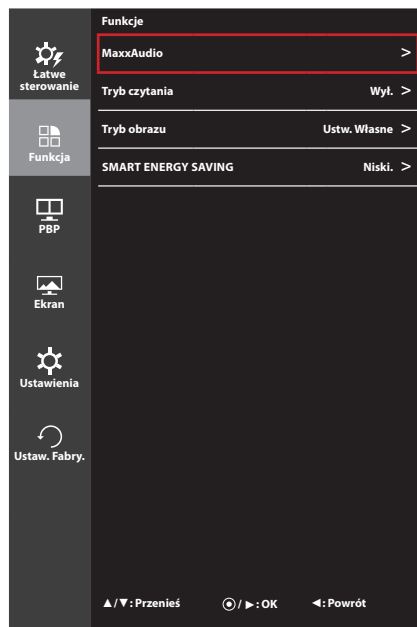 Funkcje
Łatwe
sterowanie
Funkcja
PBP
Ekran
Ustawienia
Ustaw. Fabry.
MaxxAudio >
Tryb czytania Wył. >
Tryb obrazu Ustw. Własne >
SMART ENERGY SAVING Niski. >
▲/▼: Przenieś ◉/ ►: OK ◄: Powrót